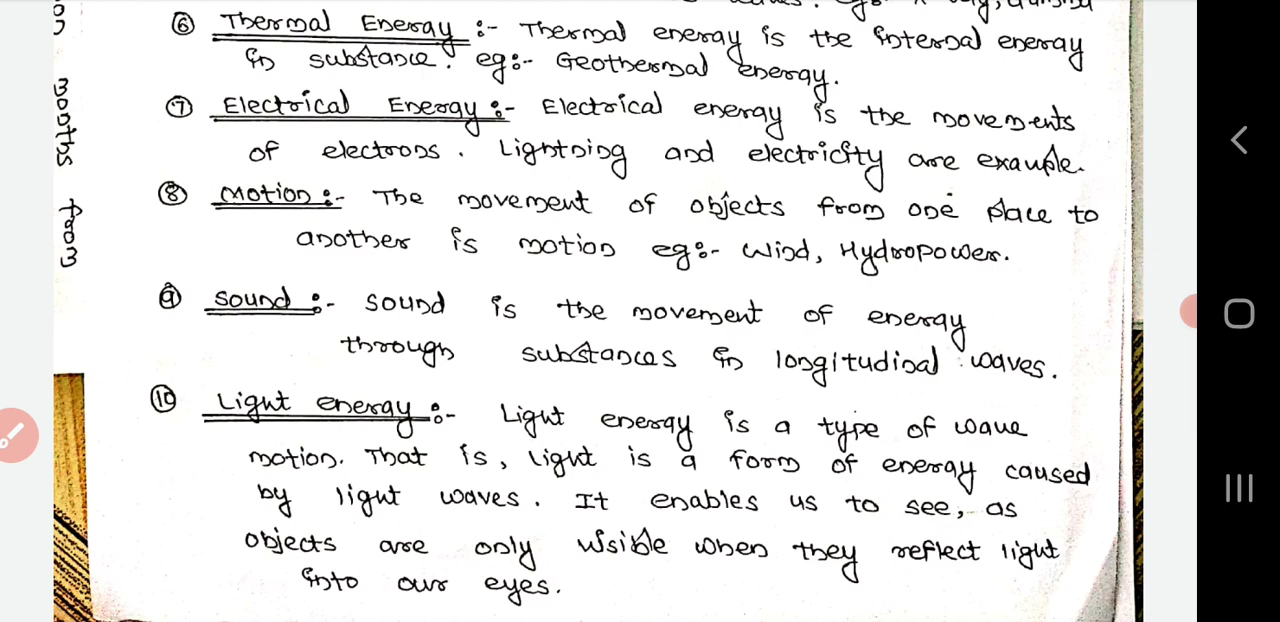 ⑥ Thermal Energy :- Thermal energy is the internal energy
in substance. eg:- Geothermal energy.
⑦ Electrical Energy :- Electrical energy is the movements
of electrons. Lightning and electricity are example.
⑧ Motion :- The movement of objects from one place to
another is motion eg:- wind, Hydropower.
⑨ Sound :- Sound is the movement of energy
through substances in longitudinal waves.
⑩ Light energy :- Light energy is a type of wave
motion. That is, light is a form of energy caused
by light waves. It enables us to see, as
objects are only visible when they reflect light
into our eyes.
months from